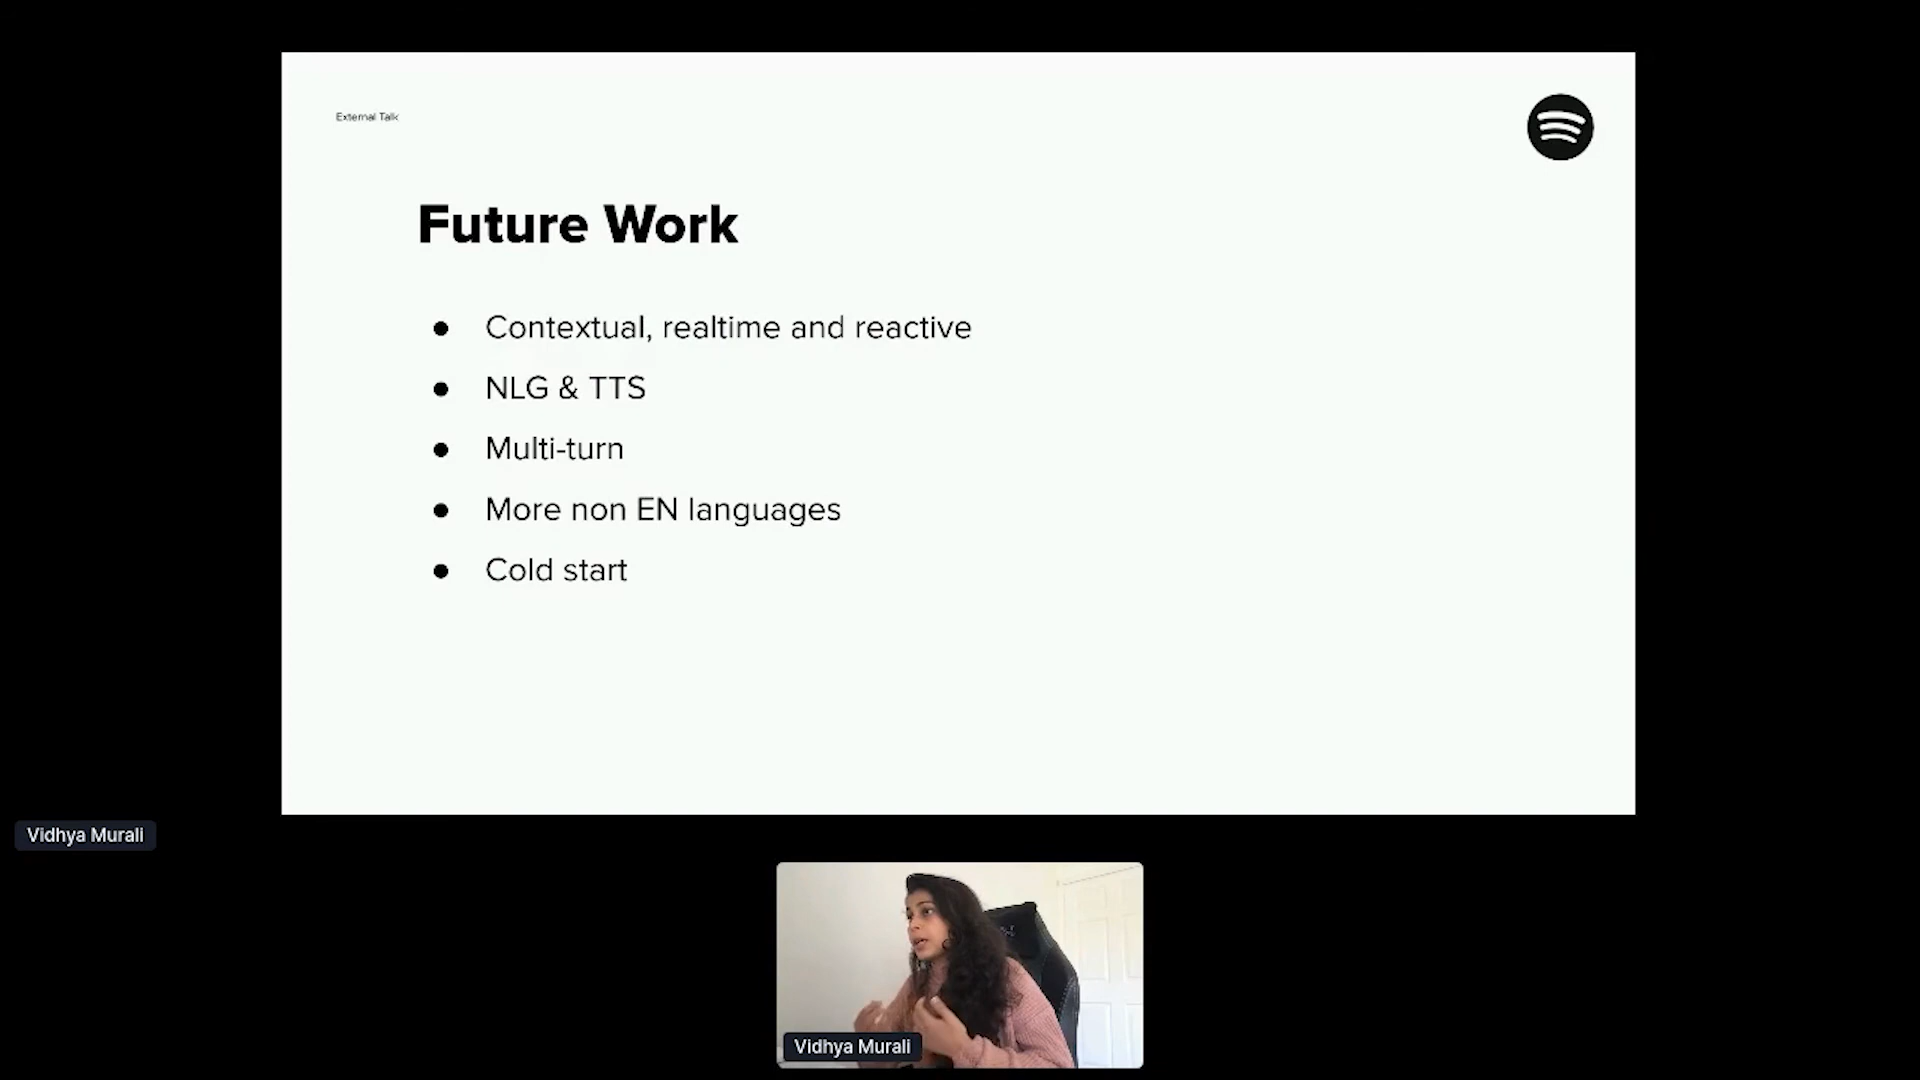 External Talk
Future Work
● Contextual, realtime and reactive
● NLG & TTS
● Multi-turn
● More non EN languages
● Cold start
Vidhya Murali
Vidhya Murali